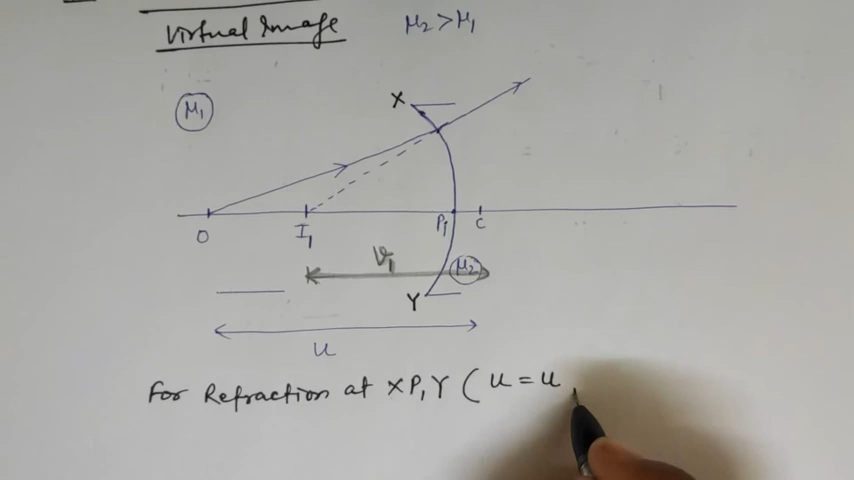 Virtual Image μ₂ > μ₁
X
μ₁
O I₁ P₁ C
v₁ μ₂
Y
u
For Refraction at XP₁Y ( u = u ,